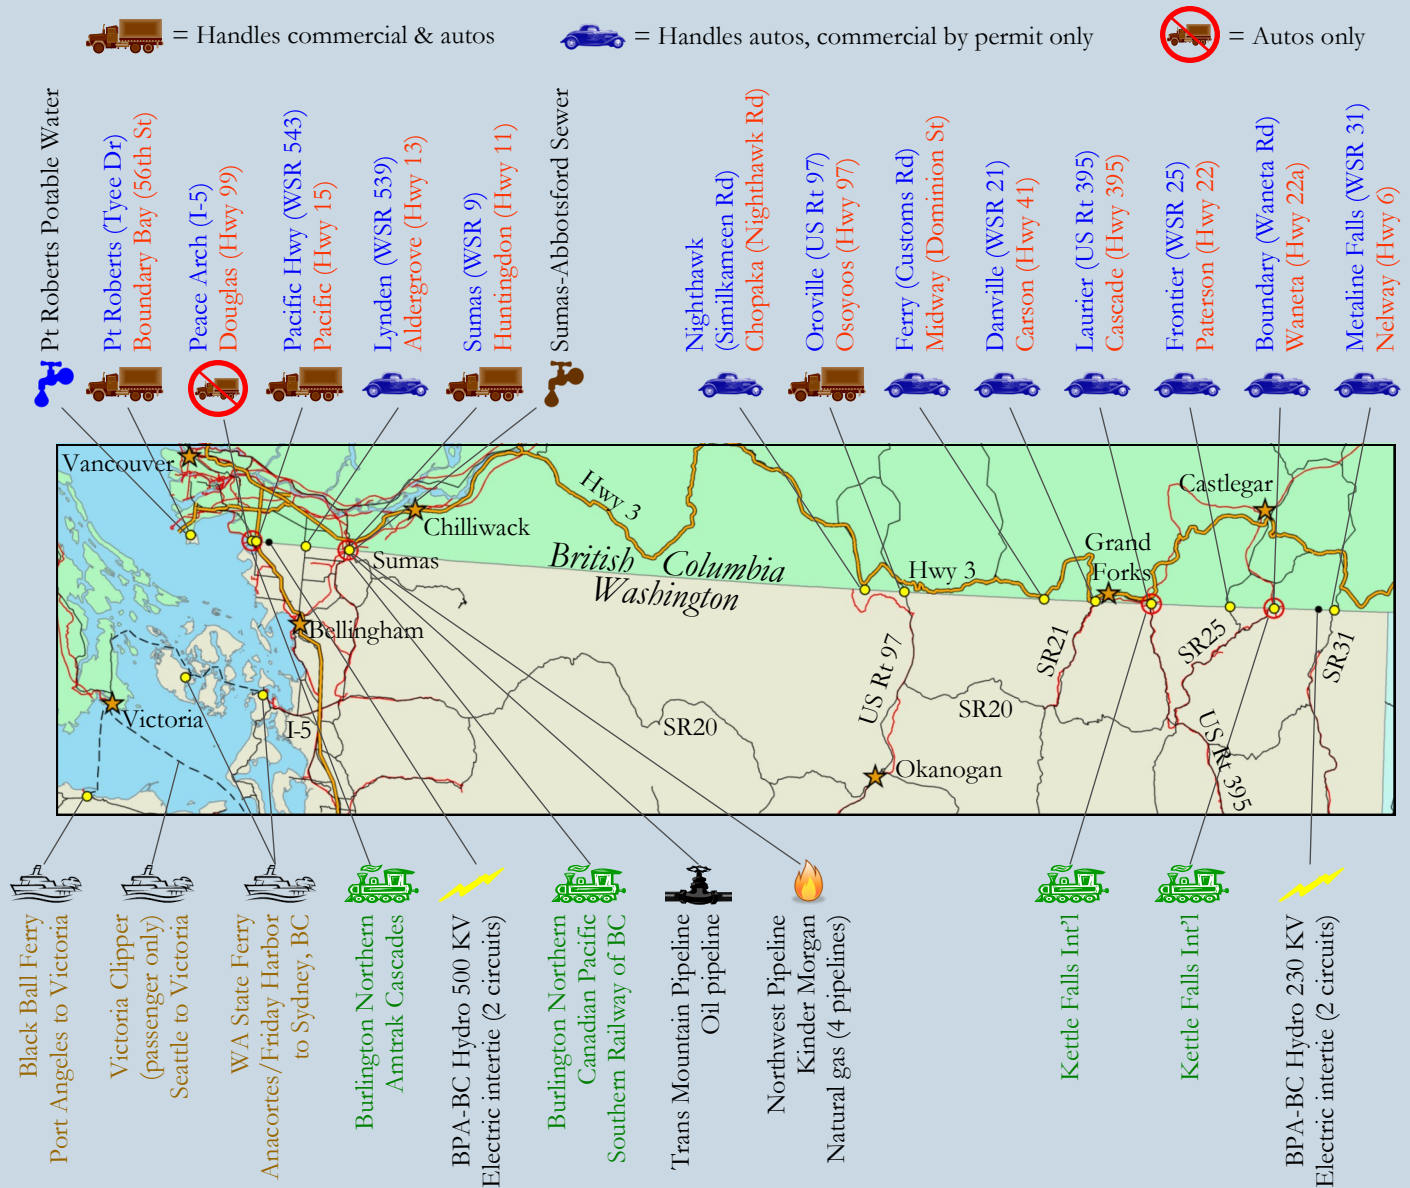 = Handles commercial & autos
= Handles autos, commercial by permit only
= Autos only
Pt Roberts Potable Water
Pt Roberts (Tyee Dr)
Boundary Bay (56th St)
Peace Arch (I-5)
Douglas (Hwy 99)
Pacific Hwy (WSR 543)
Pacific (Hwy 15)
Lynden (WSR 539)
Aldergrove (Hwy 13)
Sumas (WSR 9)
Huntingdon (Hwy 11)
Sumas-Abbotsford Sewer
Nighthawk
(Similkameen Rd)
Chopaka (Nighthawk Rd)
Oroville (US Rt 97)
Osoyoos (Hwy 97)
Ferry (Customs Rd)
Midway (Dominion St)
Danville (WSR 21)
Carson (Hwy 41)
Laurier (US Rt 395)
Cascade (Hwy 395)
Frontier (WSR 25)
Paterson (Hwy 22)
Boundary (Waneta Rd)
Waneta (Hwy 22a)
Metaline Falls (WSR 31)
Nelway (Hwy 6)
Vancouver
Chilliwack
Hwy 3
Castlegar
Sumas
British Columbia
Washington
Hwy 3
Grand
Forks
Bellingham
Victoria
I-5
SR20
US Rt 97
Okanogan
SR20
SR21
SR25
US Rt 395
SR31
Black Ball Ferry
Port Angeles to Victoria
Victoria Clipper
(passenger only)
Seattle to Victoria
WA State Ferry
Anacortes/Friday Harbor
to Sydney, BC
Burlington Northern
Amtrak Cascades
BPA-BC Hydro 500 KV
Electric intertie (2 circuits)
Burlington Northern
Canadian Pacific
Southern Railway of BC
Trans Mountain Pipeline
Oil pipeline
Northwest Pipeline
Kinder Morgan
Natural gas (4 pipelines)
Kettle Falls Int'l
Kettle Falls Int'l
BPA-BC Hydro 230 KV
Electric intertie (2 circuits)